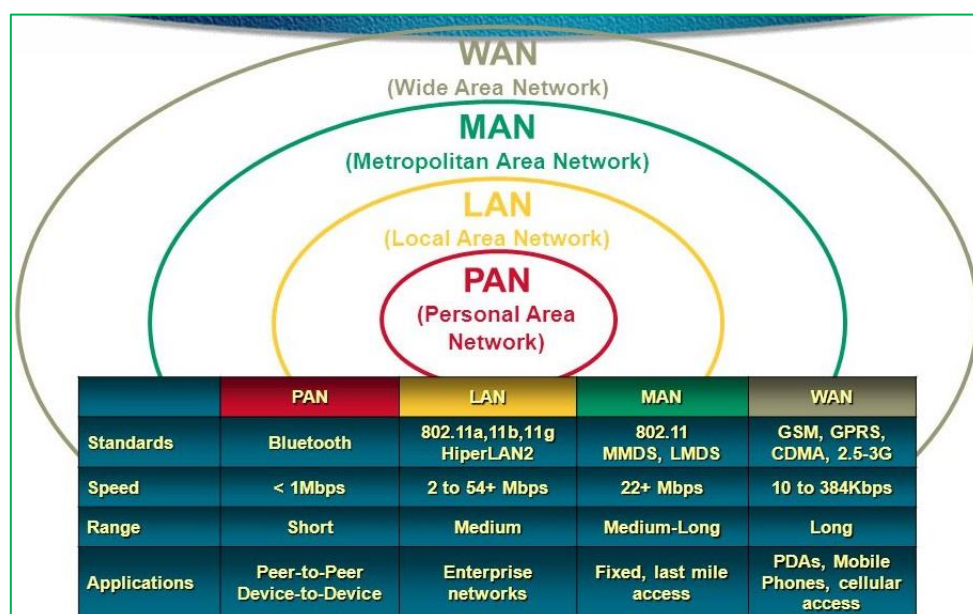 WAN
(Wide Area Network)
MAN
(Metropolitan Area Network)
LAN
(Local Area Network)
PAN
(Personal Area
Network)
PAN LAN MAN WAN
Standards Bluetooth 802.11a,11b,11g HiperLAN2 802.11 MMDS, LMDS GSM, GPRS, CDMA, 2.5-3G
Speed < 1Mbps 2 to 54+ Mbps 22+ Mbps 10 to 384Kbps
Range Short Medium Medium-Long Long
Applications Peer-to-Peer Device-to-Device Enterprise networks Fixed, last mile access PDAs, Mobile Phones, cellular access